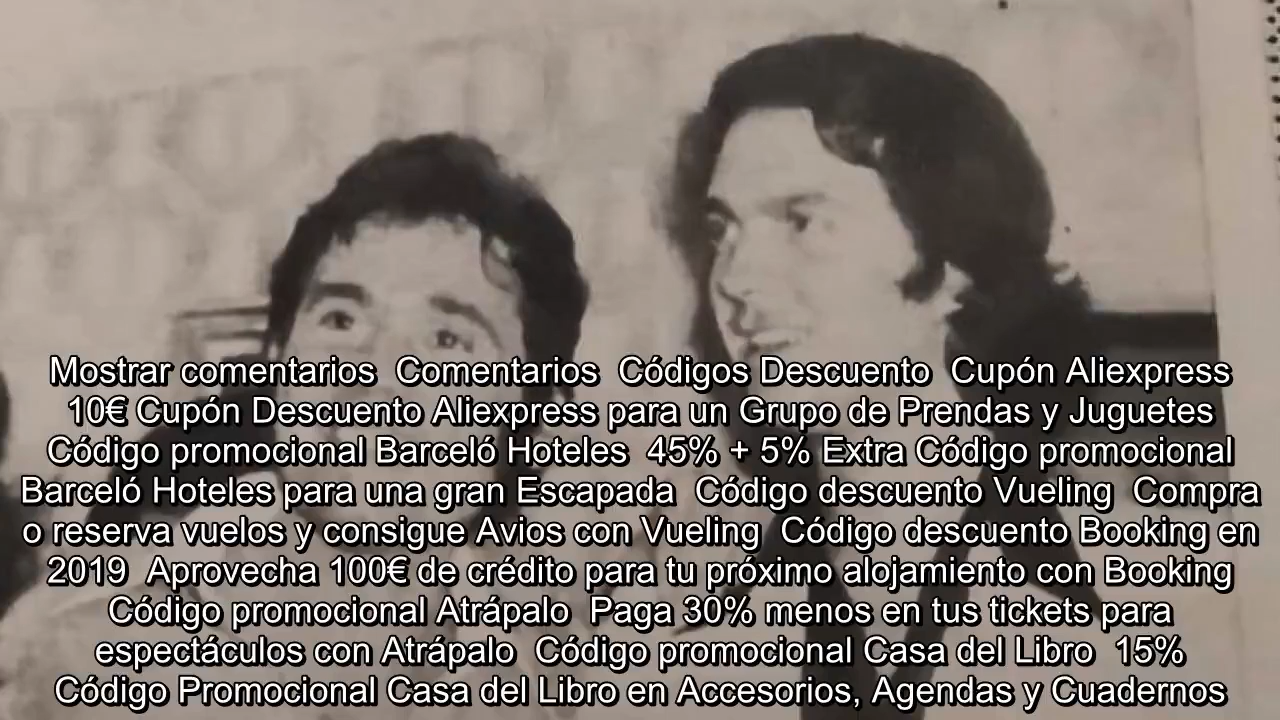 Mostrar comentarios Comentarios Códigos Descuento Cupón Aliexpress
10€ Cupón Descuento Aliexpress para un Grupo de Prendas y Juguetes
Código promocional Barceló Hoteles 45% + 5% Extra Código promocional
Barceló Hoteles para una gran Escapada Código descuento Vueling Compra
o reserva vuelos y consigue Avios con Vueling Código descuento Booking en
2019 Aprovecha 100€ de crédito para tu próximo alojamiento con Booking
Código promocional Atrápalo Paga 30% menos en tus tickets para
espectáculos con Atrápalo Código promocional Casa del Libro 15%
Código Promocional Casa del Libro en Accesorios, Agendas y Cuadernos